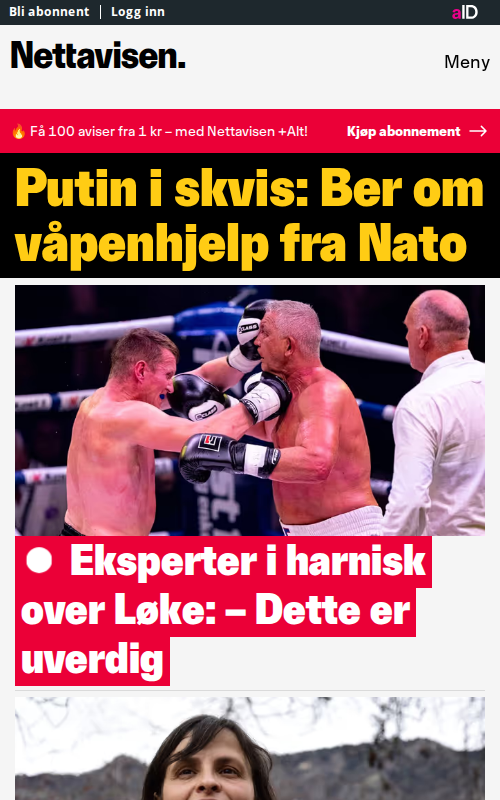 Bli abonnent | Logg inn
aID
Nettavisen.
Meny
🔥 Få 100 aviser fra 1 kr – med Nettavisen +Alt!
Kjøp abonnement →
Putin i skvis: Ber om
våpenhjelp fra Nato
Eksperter i harnisk
over Løke: – Dette er
uverdig